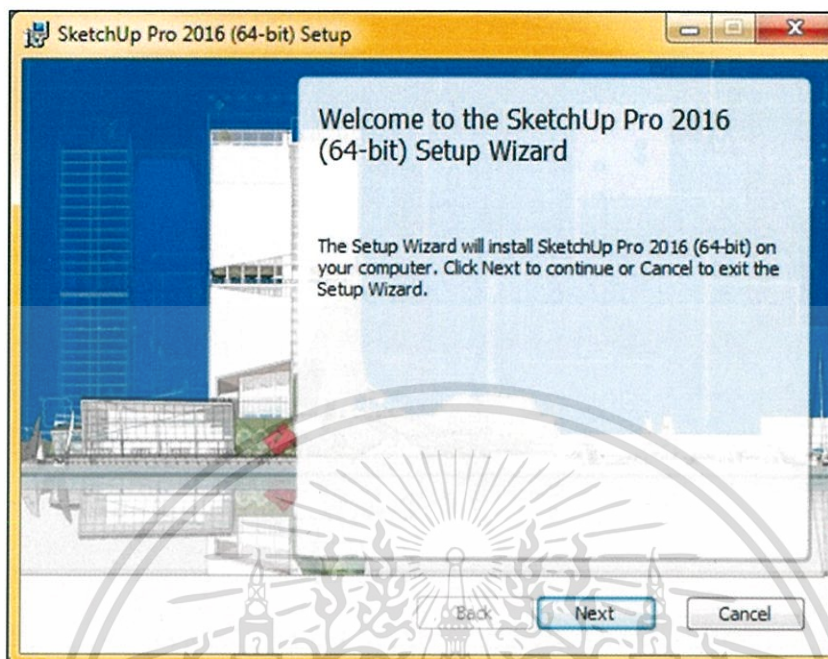 SketchUp Pro 2016 (64-bit) Setup
Welcome to the SketchUp Pro 2016
(64-bit) Setup Wizard
The Setup Wizard will install SketchUp Pro 2016 (64-bit) on
your computer. Click Next to continue or Cancel to exit the
Setup Wizard.
Back
Next
Cancel